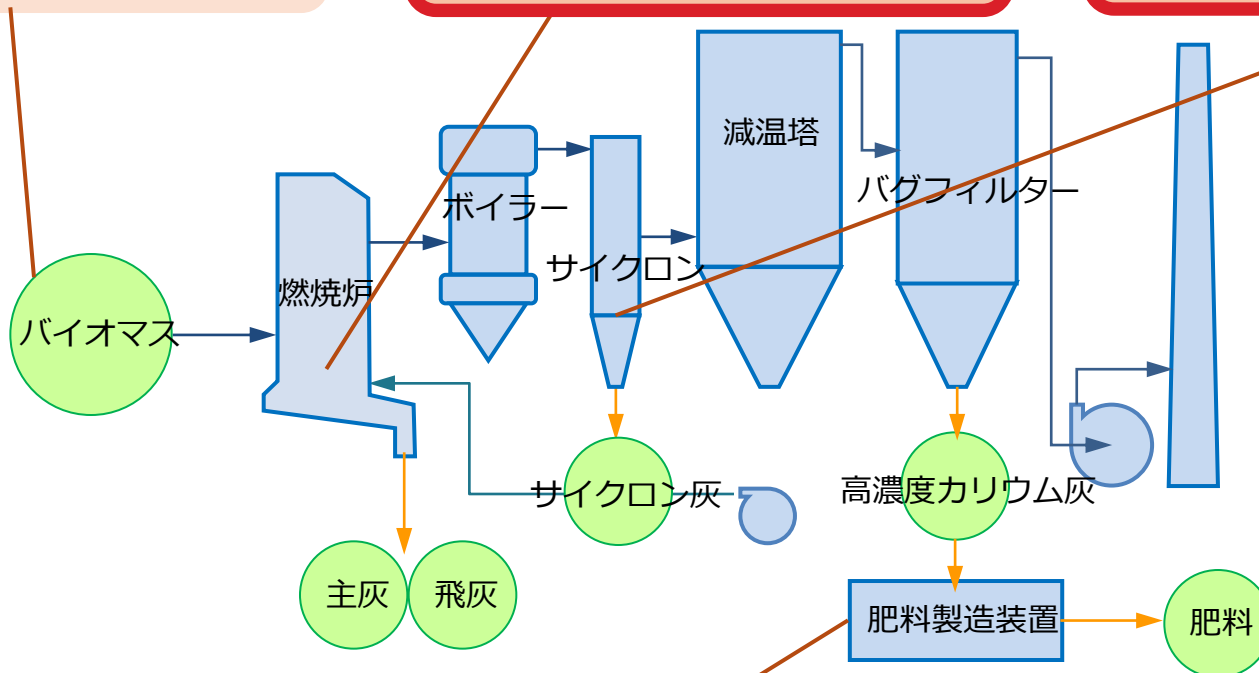 減温塔
バグフィルター
ボイラー
サイクロン
燃焼炉
バイオマス
サイクロン灰
高濃度カリウム灰
主灰
飛灰
肥料製造装置
肥料